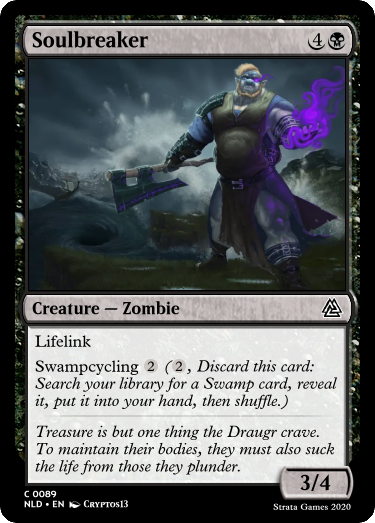 Soulbreaker 4
Creature — Zombie
Lifelink
Swampcycling 2 (2, Discard this card:
Search your library for a Swamp card, reveal
it, put it into your hand, then shuffle.)
Treasure is but one thing the Draugr crave.
To maintain their bodies, they must also suck
the life from those they plunder.
3/4
C 0089
NLD • EN Cryptos13
Strata Games 2020